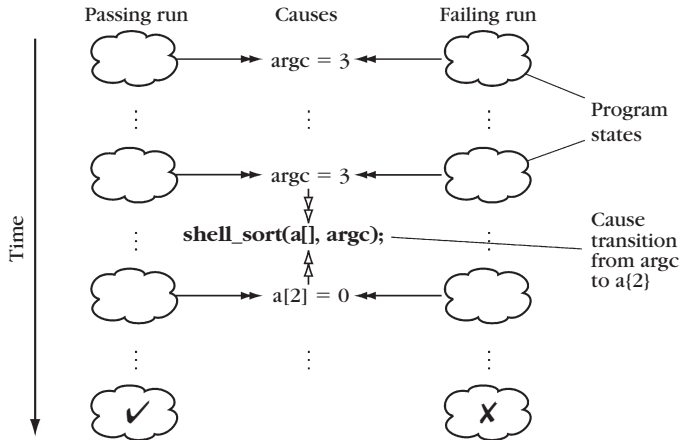 Passing run
Causes
Failing run
argc = 3
Program
states
argc = 3
shell_sort(a[], argc);
Cause
transition
from argc
to a{2}
Time
a[2] = 0